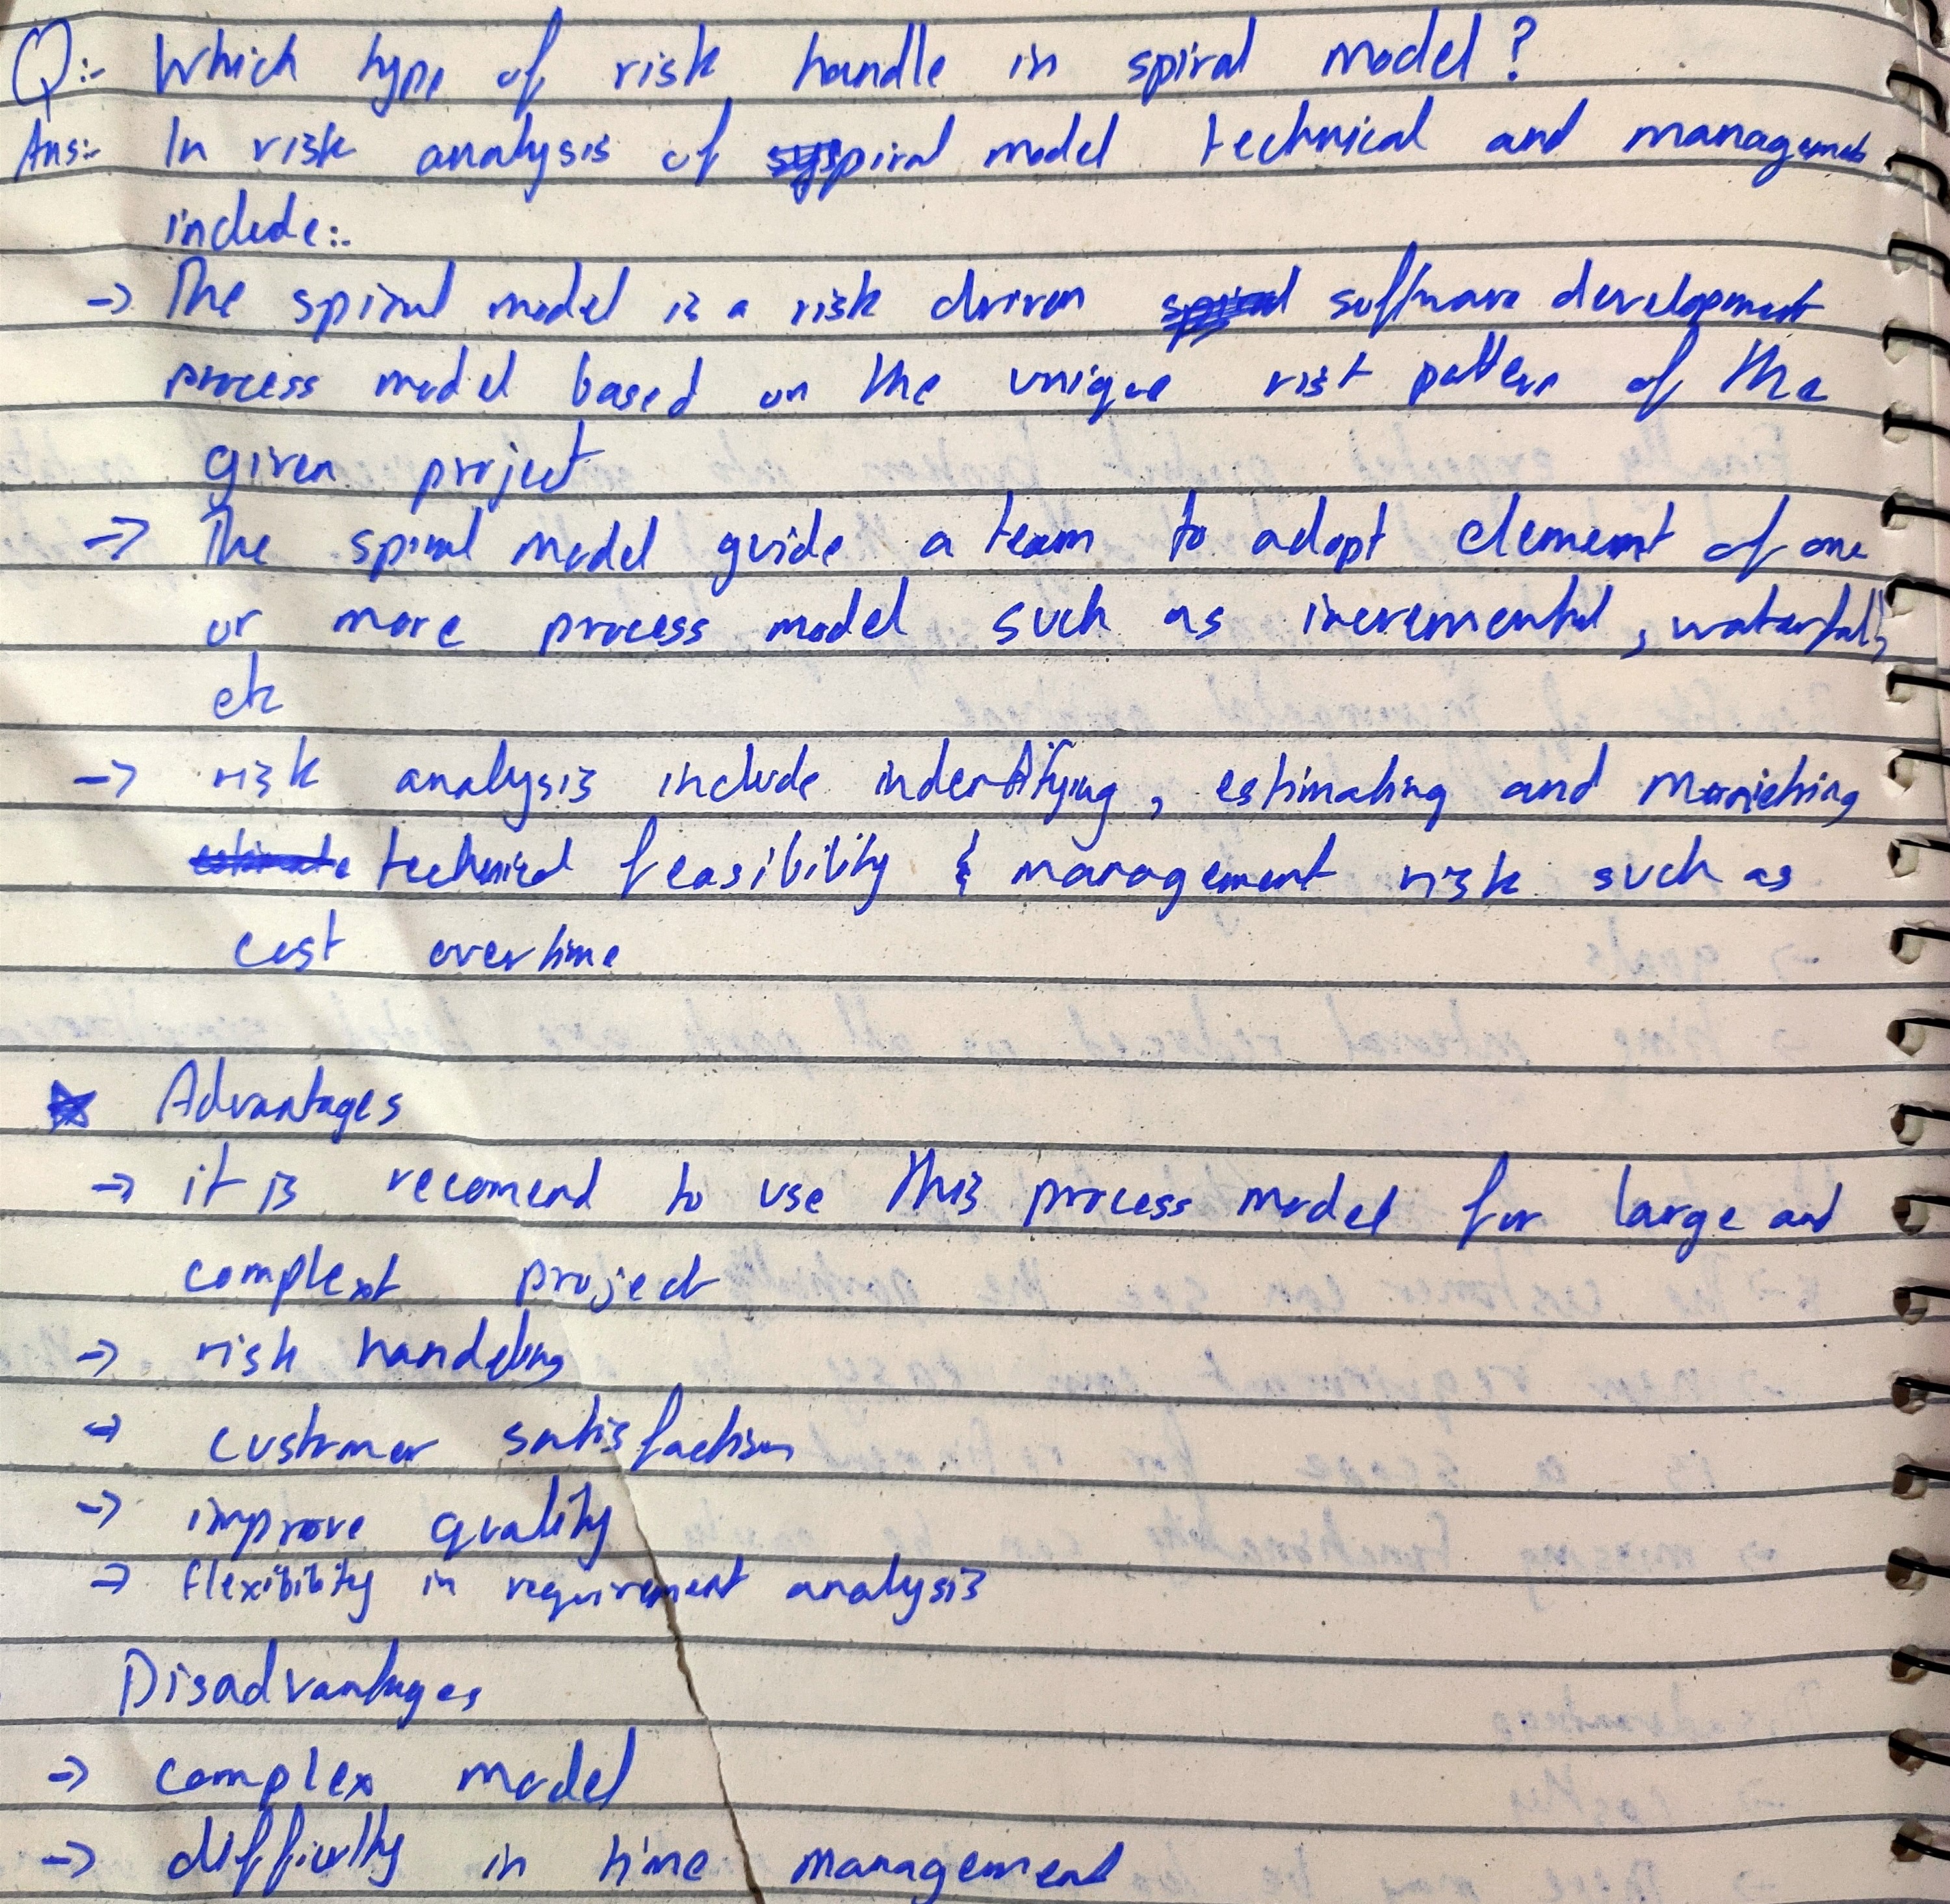 Q:- Which type of risk handle in spiral model?
Ans:- In risk analysis of spiral model technical and management
include:-
→ The spiral model is a risk driven software development
process model based on the unique risk pattern of the
given project
→ The spiral model guide a team to adopt element of one
or more process model such as incremental, waterfall,
etc
→ risk analysis include indentifying, estimating and
technical feasibility & management risk such as
cost overtime
Advantages
→ it is recomend to use this process model for large and
complext project
→ risk handeling
→ customer satisfaction
→ improve quality
→ flexibility in requirement analysis
Disadvantages
→ complex model
→ difficulty in time management